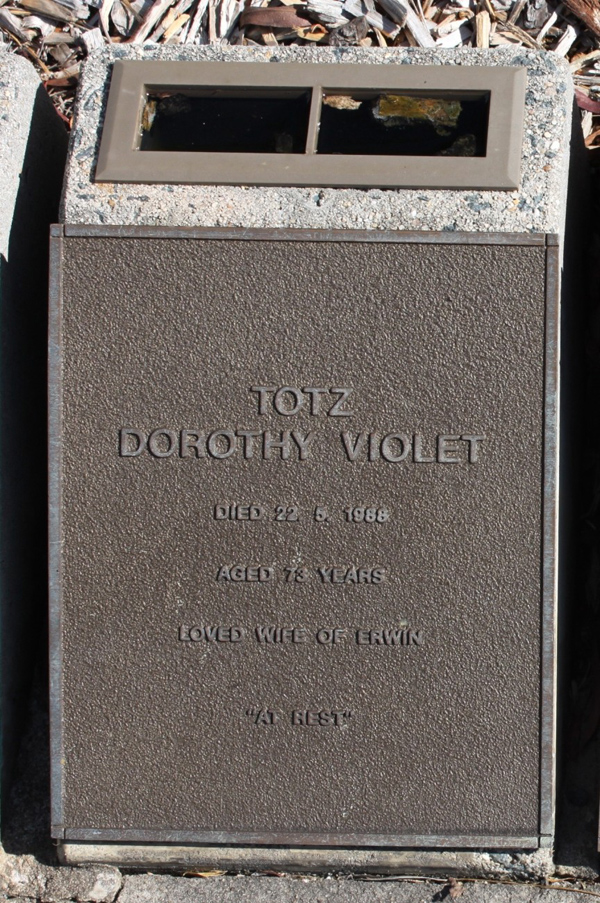 TOTZ
DOROTHY VIOLET
DIED 22. 5. 1988
AGED 73 YEARS
LOVED WIFE OF ERWIN
"AT REST"